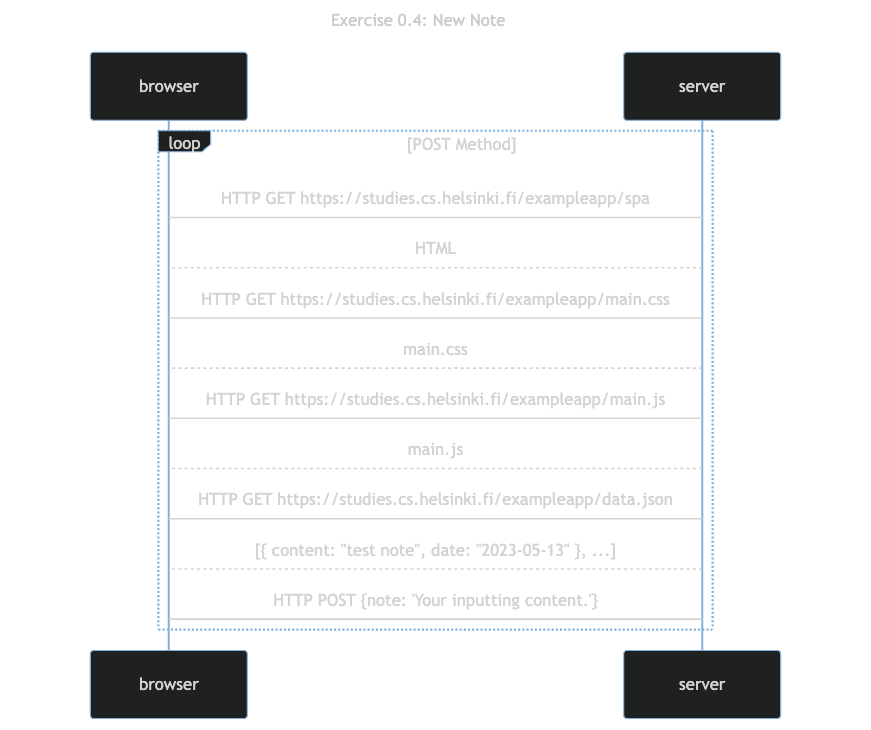 Exercise 0.4: New Note
browser server
loop [POST Method]
HTTP GET https://studies.cs.helsinki.fi/exampleapp/spa
HTML
HTTP GET https://studies.cs.helsinki.fi/exampleapp/main.css
main.css
HTTP GET https://studies.cs.helsinki.fi/exampleapp/main.js
main.js
HTTP GET https://studies.cs.helsinki.fi/exampleapp/data.json
[{ content: "test note", date: "2023-05-13" }, ...]
HTTP POST {note: 'Your inputting content.'}
browser server